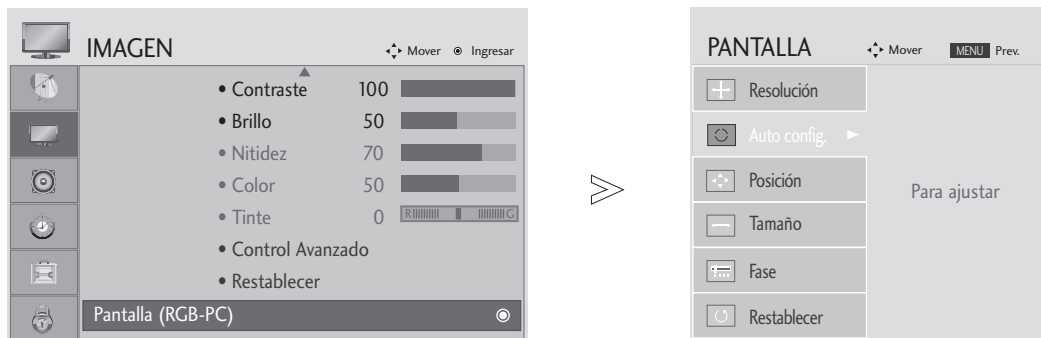 IMAGEN
Mover Ingresar
• Contraste 100
• Brillo 50
• Nitidez 70
• Color 50
• Tinte 0 R G
• Control Avanzado
• Restablecer
Pantalla (RGB-PC)
PANTALLA
Mover MENU Prev.
Resolución
Auto config.
Posición
Tamaño
Fase
Restablecer
Para ajustar